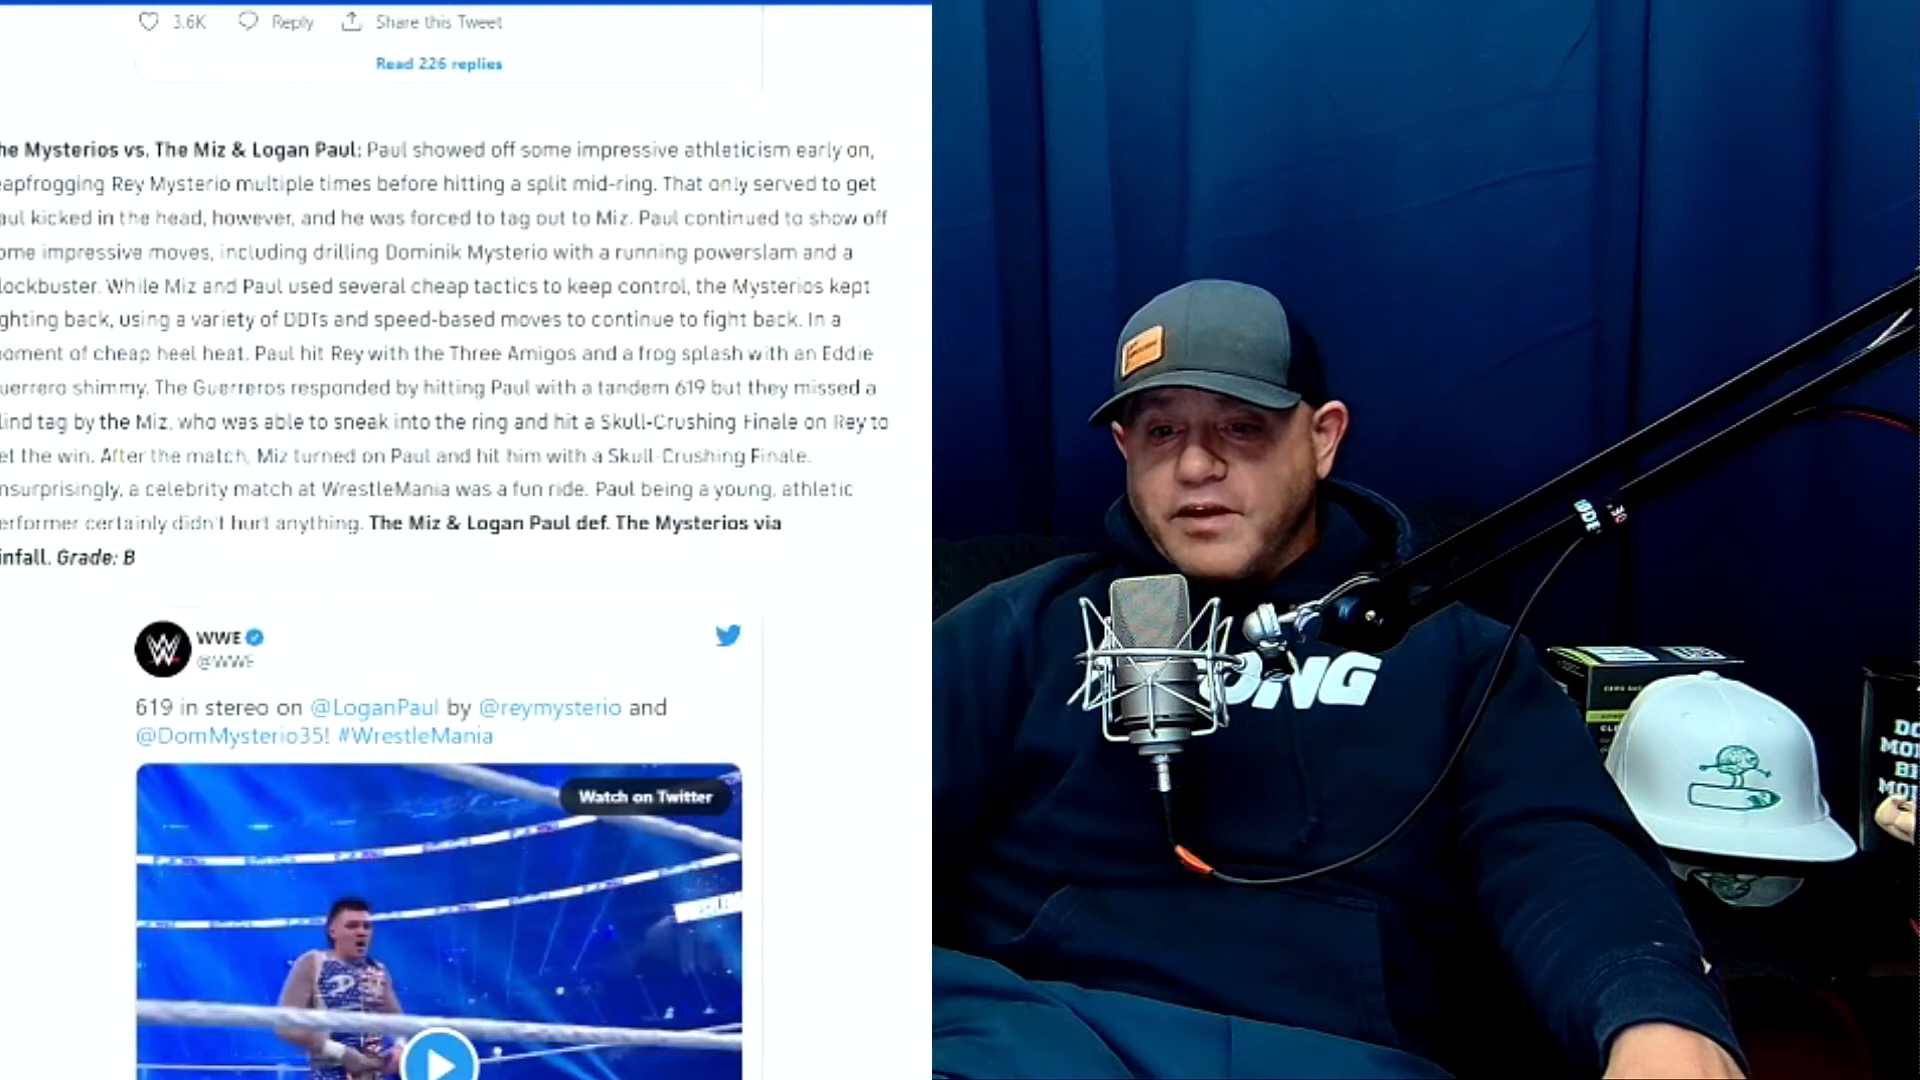 3.6K Reply Share this Tweet
Read 226 replies
he Mysterios vs. The Miz & Logan Paul: Paul showed off some impressive athleticism early on,
eapfrogging Rey Mysterio multiple times before hitting a split mid-ring. That only served to get
aul kicked in the head, however, and he was forced to tag out to Miz. Paul continued to show off
ome impressive moves, including drilling Dominik Mysterio with a running powerslam and a
lockbuster. While Miz and Paul used several cheap tactics to keep control, the Mysterios kept
ghting back, using a variety of DDTs and speed-based moves to continue to fight back. In a
oment of cheap heel heat, Paul hit Rey with the Three Amigos and a frog splash with an Eddie
uerrero shimmy. The Guerreros responded by hitting Paul with a tandem 619 but they missed a
lind tag by the Miz, who was able to sneak into the ring and hit a Skull-Crushing Finale on Rey to
et the win. After the match, Miz turned on Paul and hit him with a Skull-Crushing Finale.
nsurprisingly, a celebrity match at WrestleMania was a fun ride. Paul being a young, athletic
erformer certainly didn't hurt anything. The Miz & Logan Paul def. The Mysterios via
infall. Grade: B
WWE
@WWE
619 in stereo on @LoganPaul by @reymysterio and
@DomMysterio35! #WrestleMania
Watch on Twitter
ONG
DO
MOR
BE
MOR